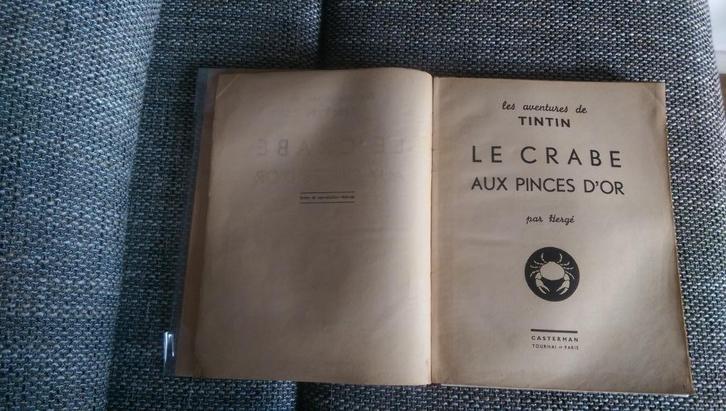 les aventures de
TINTIN
LE CRABE
AUX PINCES D'OR
par Hergé
CASTERMAN
TOURNAI — PARIS